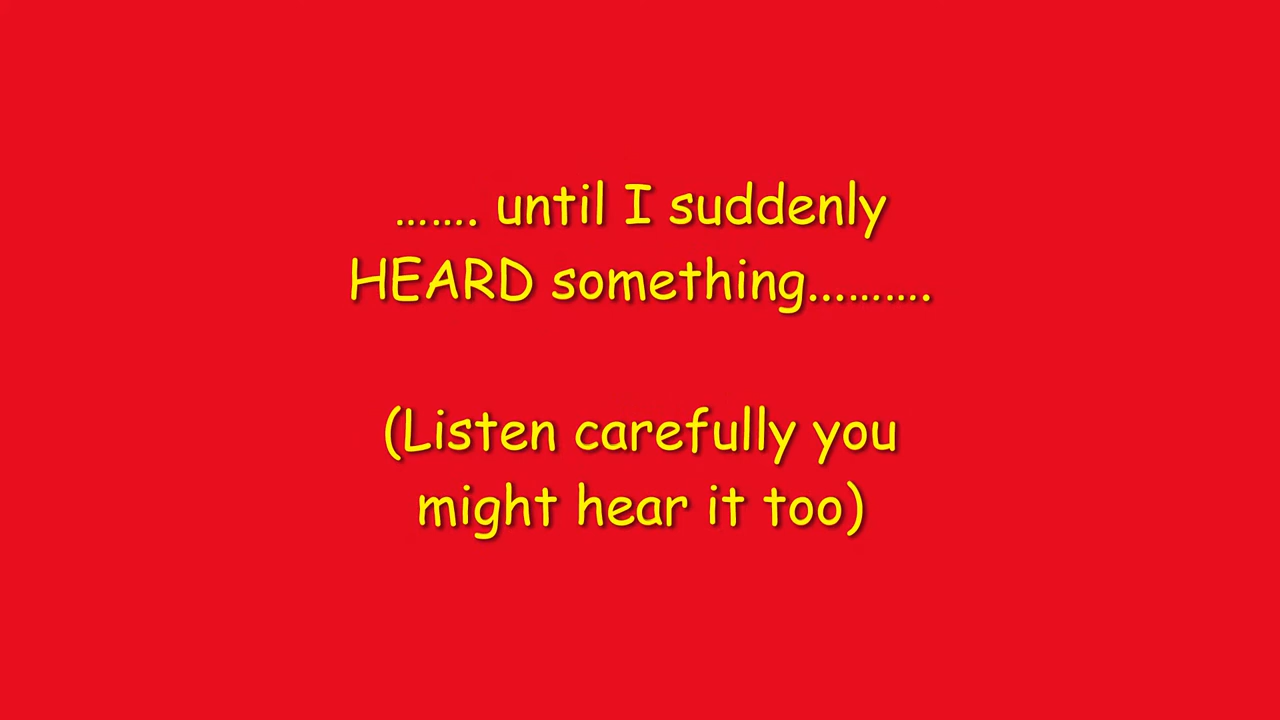 ……. until I suddenly
HEARD something...…….
(Listen carefully you
might hear it too)